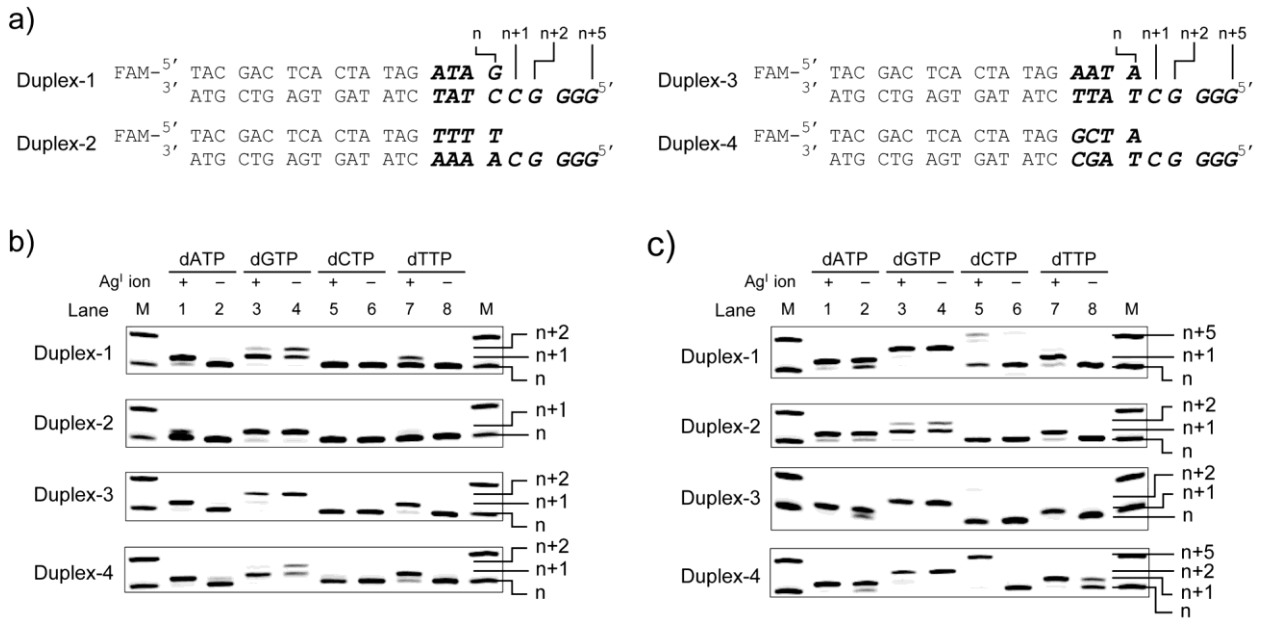 a)
n n+1 n+2 n+5
Duplex-1 FAM-5' TAC GAC TCA CTA TAG ATA G
3' ATG CTG AGT GAT ATC TAT C C G GGG5'
Duplex-2 FAM-5' TAC GAC TCA CTA TAG TTT T
3' ATG CTG AGT GAT ATC AAA A C G GGG5'
n n+1 n+2 n+5
Duplex-3 FAM-5' TAC GAC TCA CTA TAG AAT A
3' ATG CTG AGT GAT ATC TTA T C G GGG5'
Duplex-4 FAM-5' TAC GAC TCA CTA TAG GCT A
3' ATG CTG AGT GAT ATC CGA T C G GGG5'
b)
dATP dGTP dCTP dTTP
AgI ion + − + − + − + −
Lane M 1 2 3 4 5 6 7 8 M
Duplex-1 n+2
n+1
n
Duplex-2 n+1
n
Duplex-3 n+2
n+1
n
Duplex-4 n+2
n+1
n
c)
dATP dGTP dCTP dTTP
AgI ion + − + − + − + −
Lane M 1 2 3 4 5 6 7 8 M
Duplex-1 n+5
n+1
n
Duplex-2 n+2
n+1
n
Duplex-3 n+2
n+1
n
Duplex-4 n+5
n+2
n+1
n